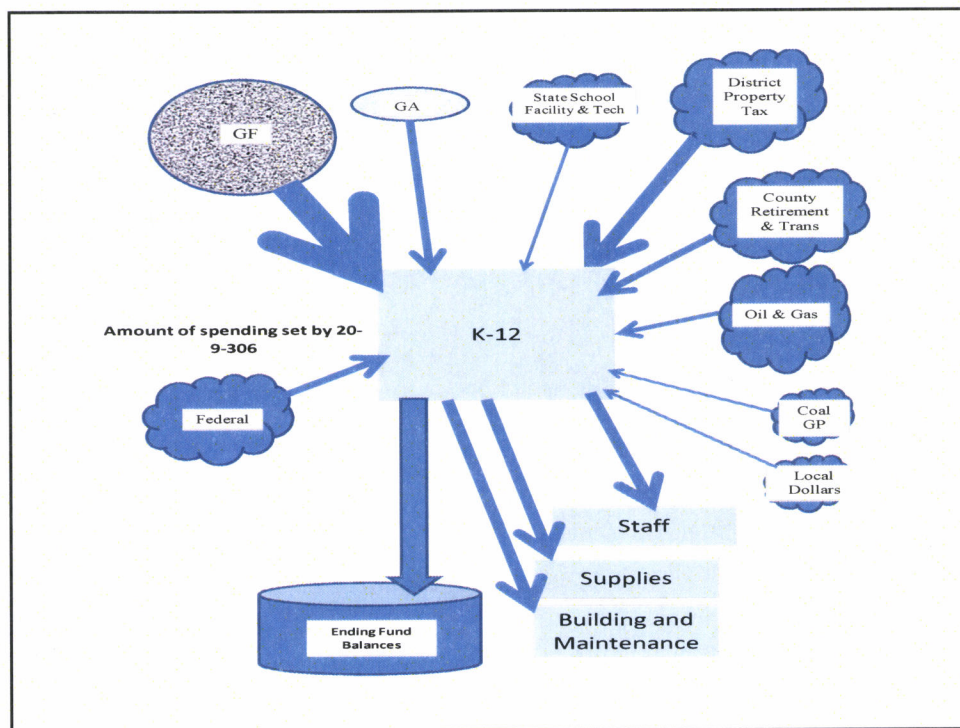 GF
GA
State School
Facility & Tech
District
Property
Tax
County
Retirement
& Trans
K-12
Oil & Gas
Amount of spending set by 20-
9-306
Federal
Coal
GP
Local
Dollars
Staff
Supplies
Building and
Maintenance
Ending Fund
Balances